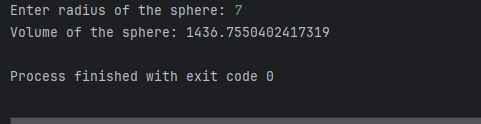 Enter radius of the sphere: 7
Volume of the sphere: 1436.7550402417319
Process finished with exit code 0